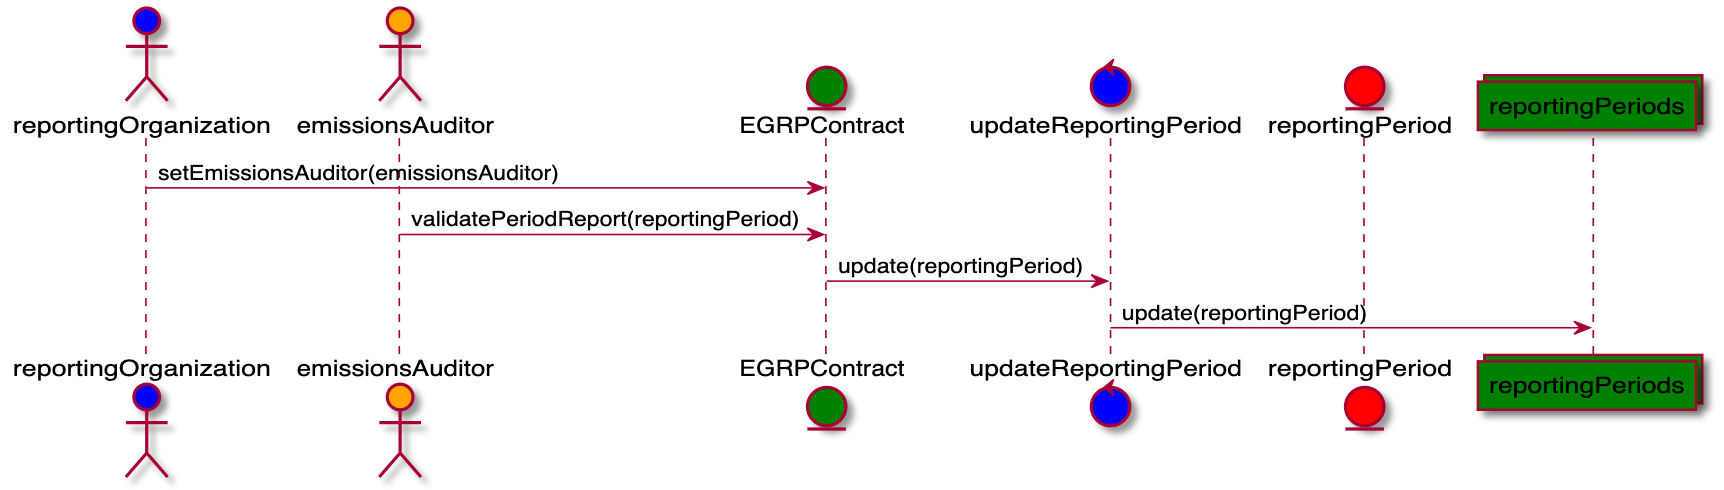 reportingOrganization
emissionsAuditor
EGRPContract
updateReportingPeriod
reportingPeriod
reportingPeriods
setEmissionsAuditor(emissionsAuditor)
validatePeriodReport(reportingPeriod)
update(reportingPeriod)
update(reportingPeriod)
reportingOrganization
emissionsAuditor
EGRPContract
updateReportingPeriod
reportingPeriod
reportingPeriods